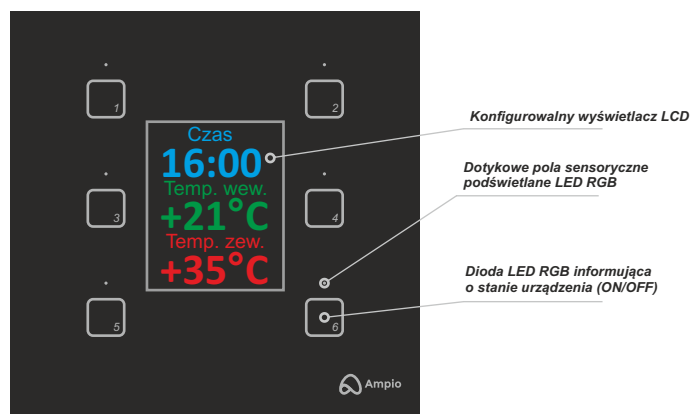 1
2
Czas
16:00
Temp. wew.
+21°C
Temp. zew.
+35°C
3
4
5
6
Ampio
Konfigurowalny wyświetlacz LCD
Dotykowe pola sensoryczne
podświetlane LED RGB
Dioda LED RGB informująca
o stanie urządzenia (ON/OFF)